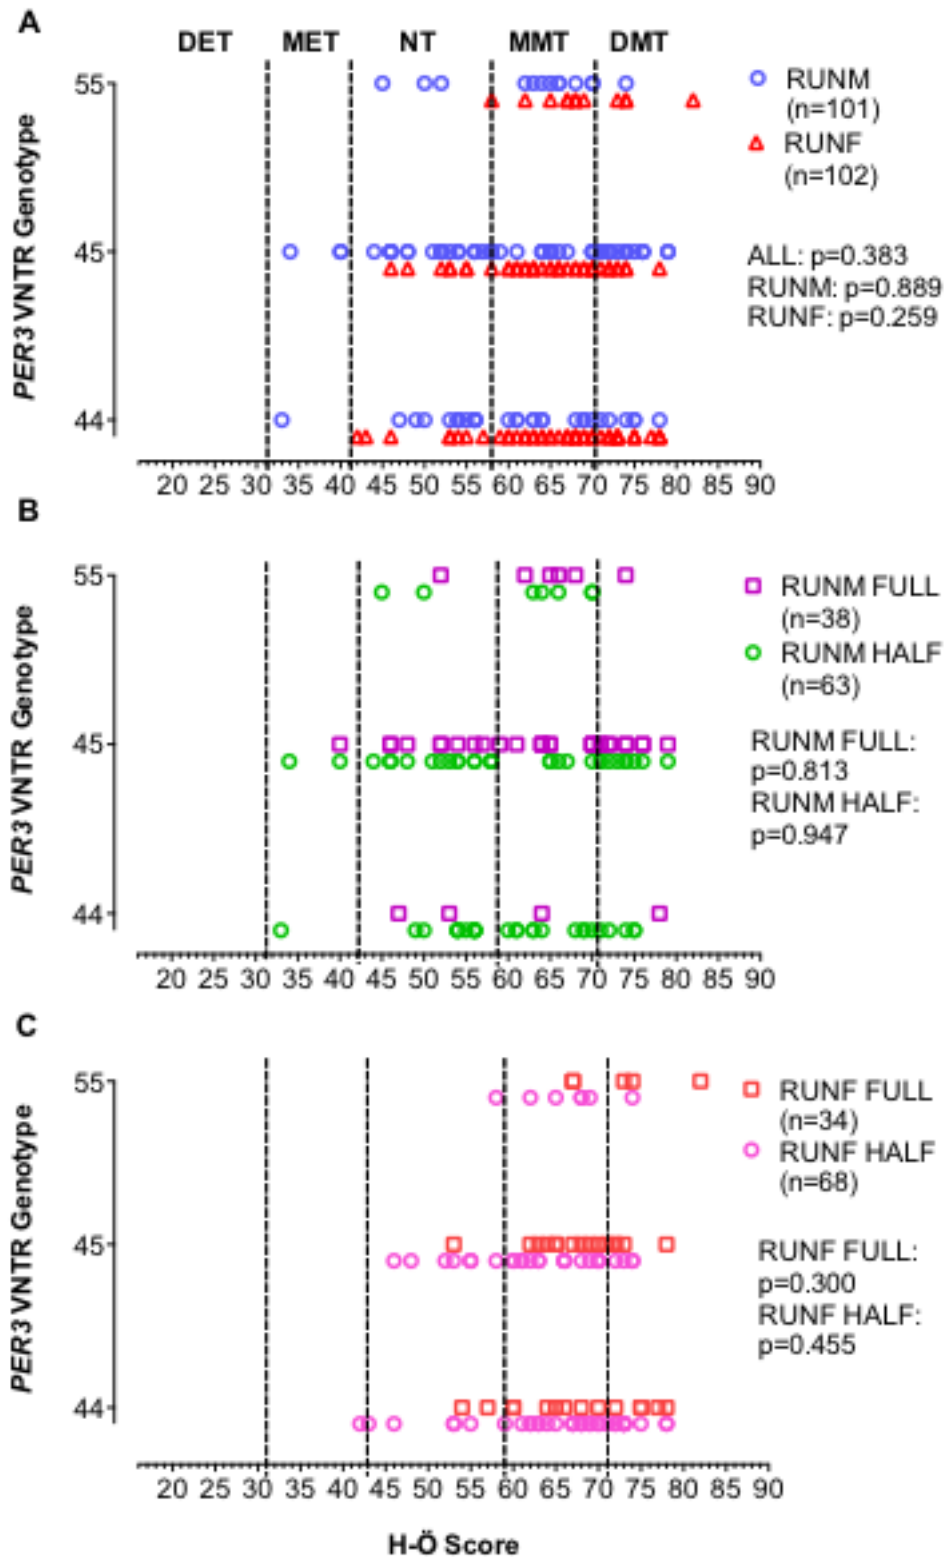 A
DET MET NT MMT DMT
PER3 VNTR Genotype
55
45
44
RUNM
(n=101)
RUNF
(n=102)
ALL: p=0.383
RUNM: p=0.889
RUNF: p=0.259
20 25 30 35 40 45 50 55 60 65 70 75 80 85 90
B
PER3 VNTR Genotype
55
45
44
RUNM FULL
(n=38)
RUNM HALF
(n=63)
RUNM FULL:
p=0.813
RUNM HALF:
p=0.947
20 25 30 35 40 45 50 55 60 65 70 75 80 85 90
C
PER3 VNTR Genotype
55
45
44
RUNF FULL
(n=34)
RUNF HALF
(n=68)
RUNF FULL:
p=0.300
RUNF HALF:
p=0.455
20 25 30 35 40 45 50 55 60 65 70 75 80 85 90
H-Ö Score